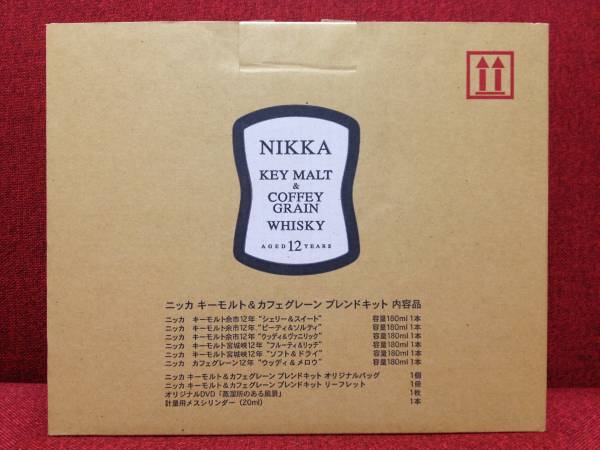 NIKKA
KEY MALT
&
COFFEY
GRAIN
WHISKY
AGED 12 YEARS
ニッカ キーモルト＆カフェグレーン ブレンドキット 内容品
ニッカ キーモルト余市12年 “シェリー＆スイート” 容量180ml 1本
ニッカ キーモルト余市12年 “ピーティ＆ソルティ” 容量180ml 1本
ニッカ キーモルト余市12年 “ウッディ＆ヴァニリック” 容量180ml 1本
ニッカ キーモルト宮城峡12年 “フルーティ＆リッチ” 容量180ml 1本
ニッカ キーモルト宮城峡12年 “ソフト＆ドライ” 容量180ml 1本
ニッカ カフェグレーン12年 “ウッディ＆メロウ” 容量180ml 1本
ニッカ キーモルト＆カフェグレーン ブレンドキット オリジナルバッグ 1個
ニッカ キーモルト＆カフェグレーン ブレンドキット リーフレット 1冊
オリジナルDVD「蒸溜所のある風景」 1枚
計量用メスシリンダー（20ml） 1本